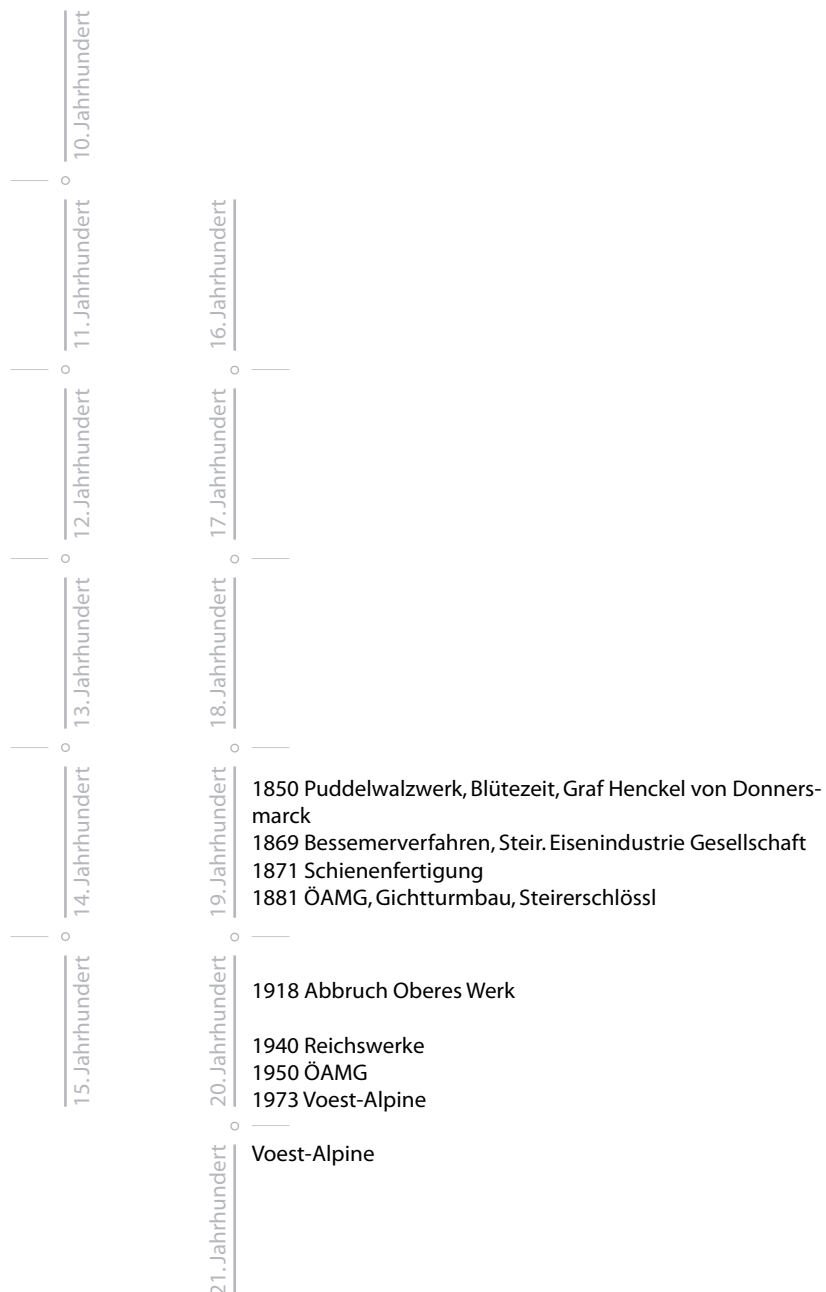 10. Jahrhundert
11. Jahrhundert
12. Jahrhundert
13. Jahrhundert
14. Jahrhundert
15. Jahrhundert
16. Jahrhundert
17. Jahrhundert
18. Jahrhundert
19. Jahrhundert
1850 Puddelwalzwerk, Blütezeit, Graf Henckel von Donners-
marck
1869 Bessemerverfahren, Steir. Eisenindustrie Gesellschaft
1871 Schienenfertigung
1881 ÖAMG, Gichtturmbau, Steirerschlössl
20. Jahrhundert
1918 Abbruch Oberes Werk
1940 Reichswerke
1950 ÖAMG
1973 Voest-Alpine
21. Jahrhundert
Voest-Alpine